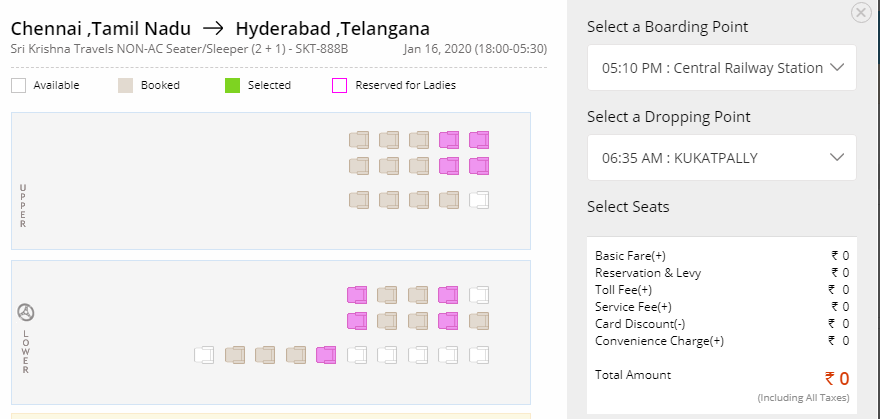 Chennai ,Tamil Nadu → Hyderabad ,Telangana
Sri Krishna Travels NON-AC Seater/Sleeper (2 + 1) - SKT-888B Jan 16, 2020 (18:00-05:30)
Available Booked Selected Reserved for Ladies
UPPER
LOWER
Select a Boarding Point
05:10 PM : Central Railway Station
Select a Dropping Point
06:35 AM : KUKATPALLY
Select Seats
Basic Fare(+) ₹ 0
Reservation & Levy ₹ 0
Toll Fee(+) ₹ 0
Service Fee(+) ₹ 0
Card Discount(-) ₹ 0
Convenience Charge(+) ₹ 0
Total Amount ₹ 0
(Including All Taxes)